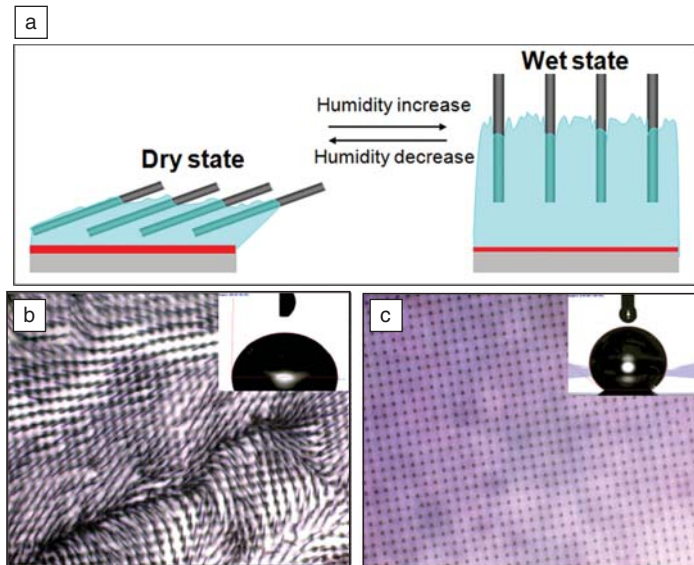 a
Wet state
Humidity increase
Humidity decrease
Dry state
b
c